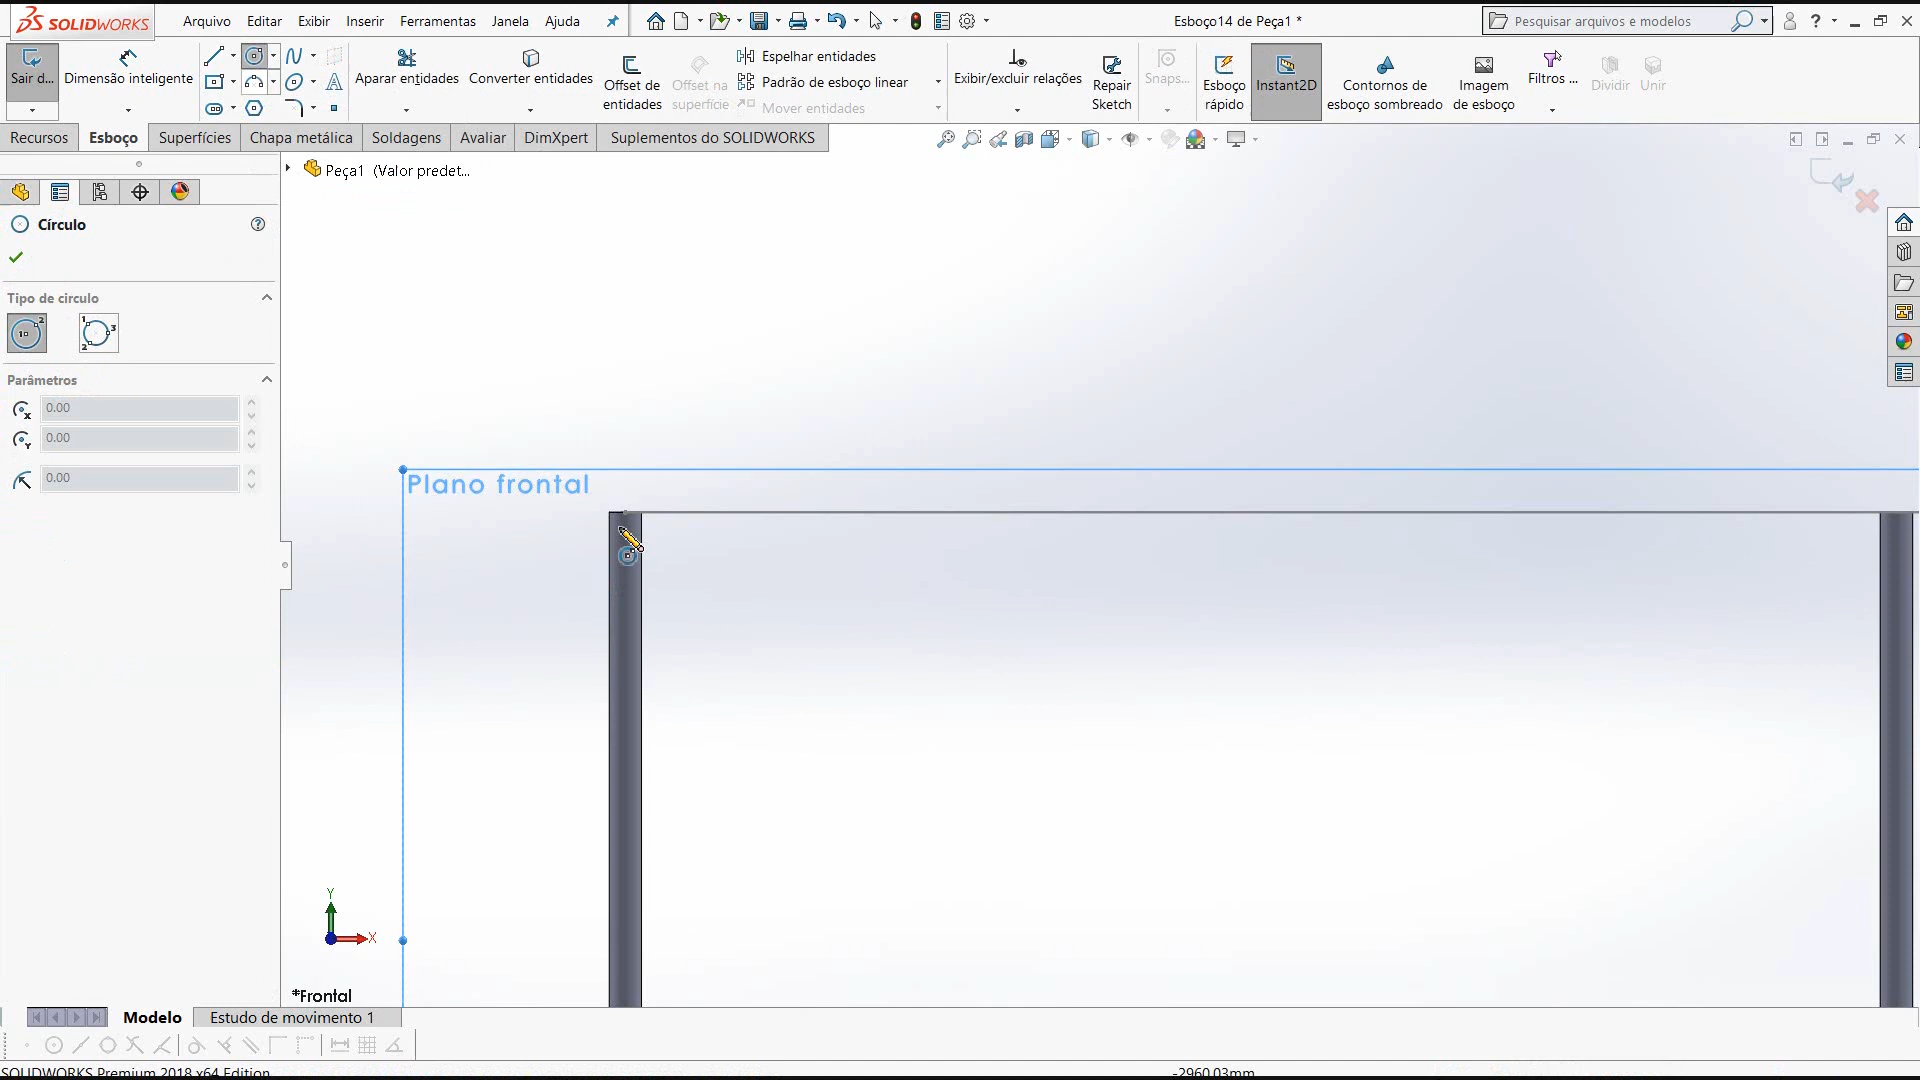 SOLIDWORKS
Arquivo Editar Exibir Inserir Ferramentas Janela Ajuda
Esboço14 de Peça1 *
Pesquisar arquivos e modelos
Sair d...
Dimensão inteligente
Aparar entidades
Converter entidades
Offset de entidades
Offset na superfície
Espelhar entidades
Padrão de esboço linear
Mover entidades
Exibir/excluir relações
Repair Sketch
Snaps...
Esboço rápido
Instant2D
Contornos de esboço sombreado
Imagem de esboço
Filtros ...
Dividir
Unir
Recursos Esboço Superfícies Chapa metálica Soldagens Avaliar DimXpert Suplementos do SOLIDWORKS
Peça1 (Valor predet...
Círculo
Tipo de círculo
Parâmetros
0.00
0.00
0.00
Plano frontal
Y
X
*Frontal
Modelo Estudo de movimento 1
SOLIDWORKS Premium 2018 x64 Edition
-2960.03mm